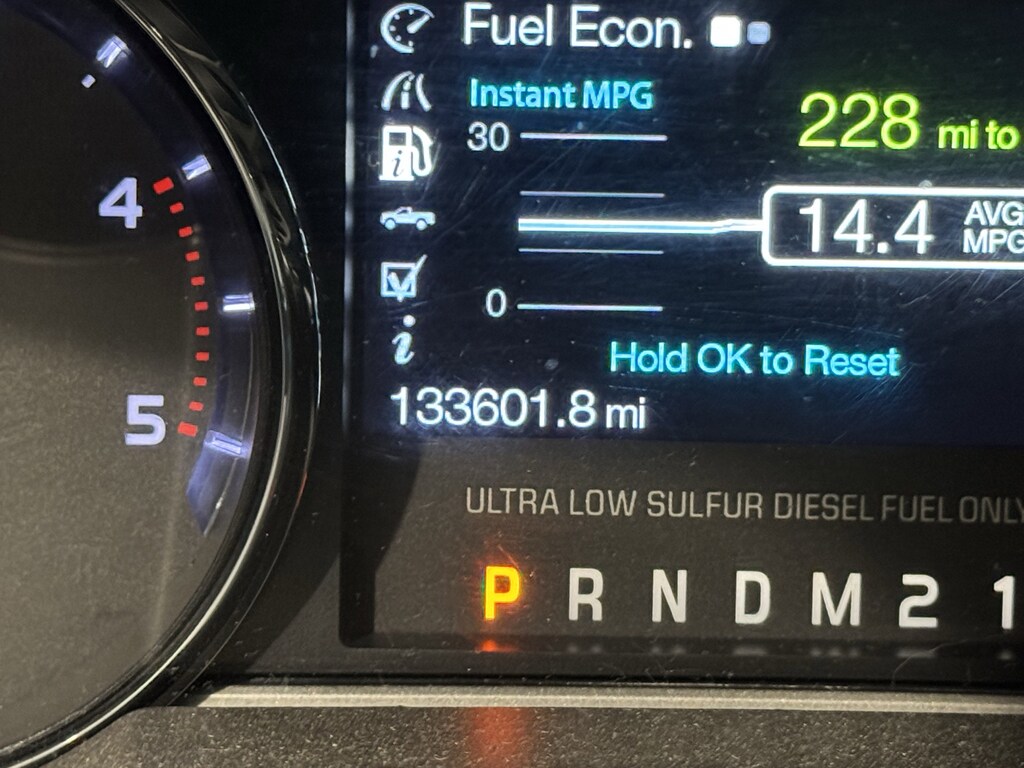 Fuel Econ.
Instant MPG
30
228 mi to
4
14.4 AVG
MPG
0
Hold OK to Reset
5
133601.8 mi
ULTRA LOW SULFUR DIESEL FUEL ONLY
P R N D M 2 1